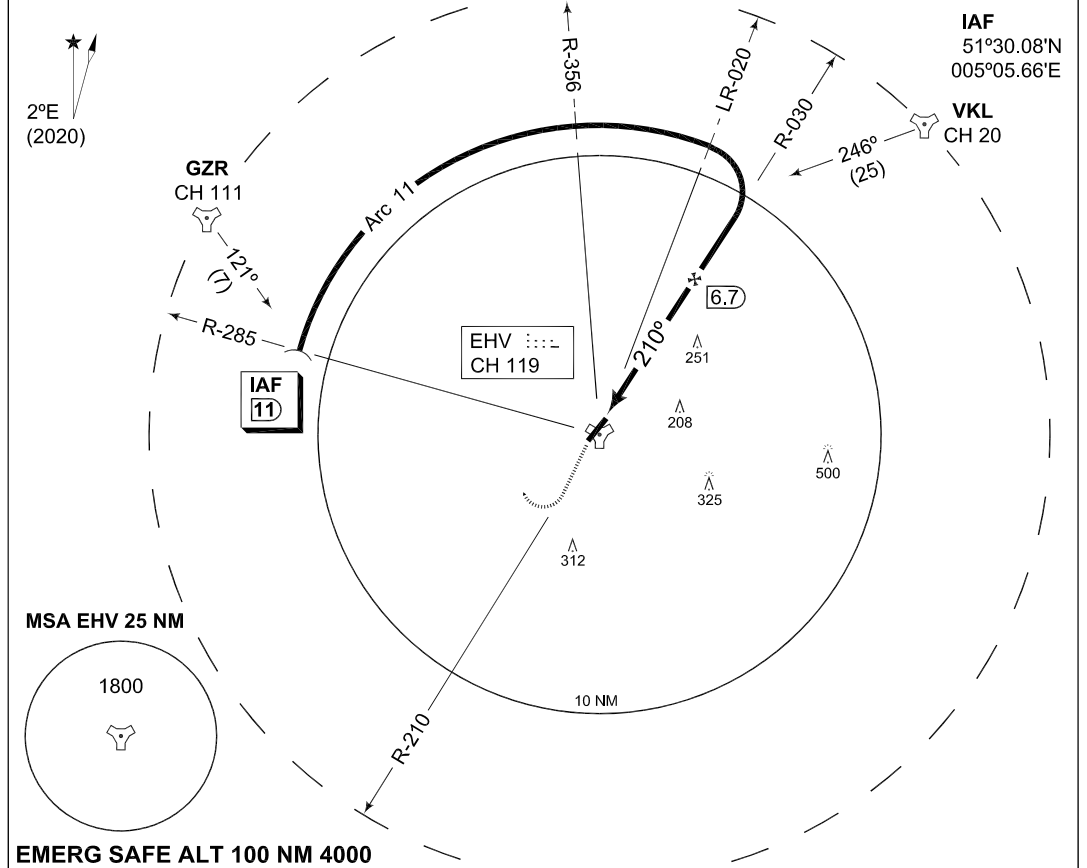 IAF
51º30.08'N
005º05.66'E
2ºE
(2020)
R-356
LR-020
R-030
VKL
CH 20
246º
(25)
GZR
CH 111
121º
(7)
Arc 11
R-285
IAF
11
EHV
CH 119
6.7
210º
251
208
500
325
312
10 NM
R-210
MSA EHV 25 NM
1800
EMERG SAFE ALT 100 NM 4000